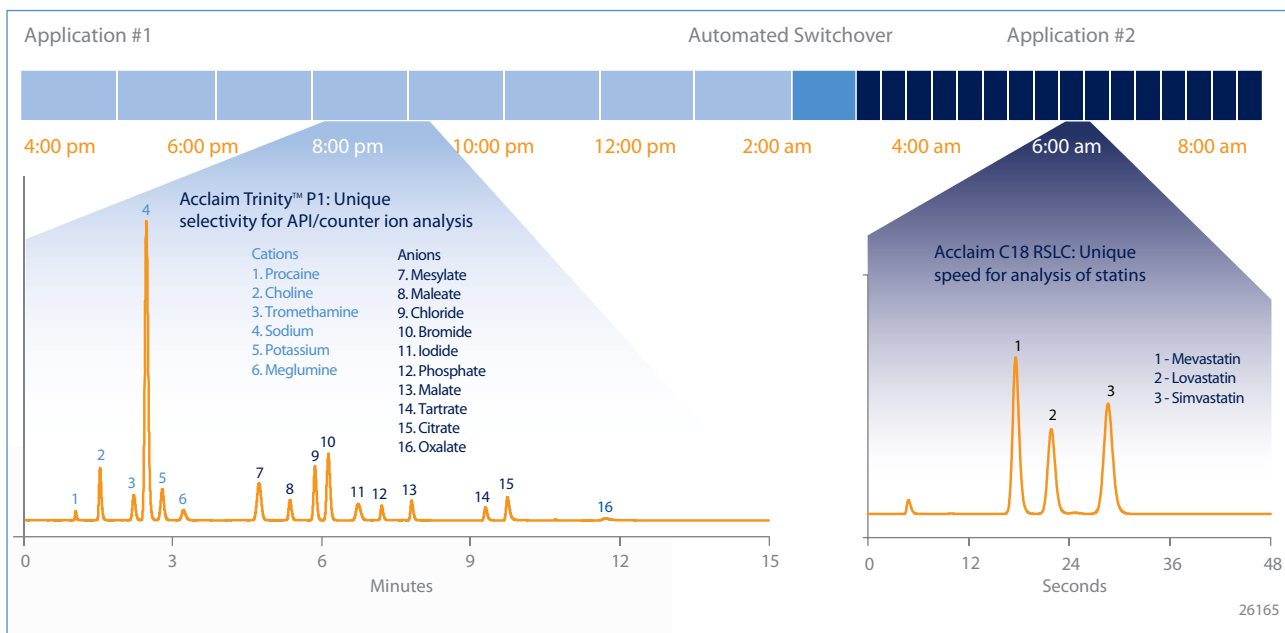 Application #1
Automated Switchover
Application #2
4:00 pm
6:00 pm
8:00 pm
10:00 pm
12:00 pm
2:00 am
4:00 am
6:00 am
8:00 am
Acclaim Trinity™ P1: Unique
selectivity for API/counter ion analysis
Cations
1. Procaine
2. Choline
3. Tromethamine
4. Sodium
5. Potassium
6. Meglumine
Anions
7. Mesylate
8. Maleate
9. Chloride
10. Bromide
11. Iodide
12. Phosphate
13. Malate
14. Tartrate
15. Citrate
16. Oxalate
1
2
3
4
5
6
7
8
9
10
11
12
13
14
15
16
0
3
6
9
12
15
Minutes
Acclaim C18 RSLC: Unique
speed for analysis of statins
1 - Mevastatin
2 - Lovastatin
3 - Simvastatin
1
2
3
0
12
24
36
48
Seconds
26165